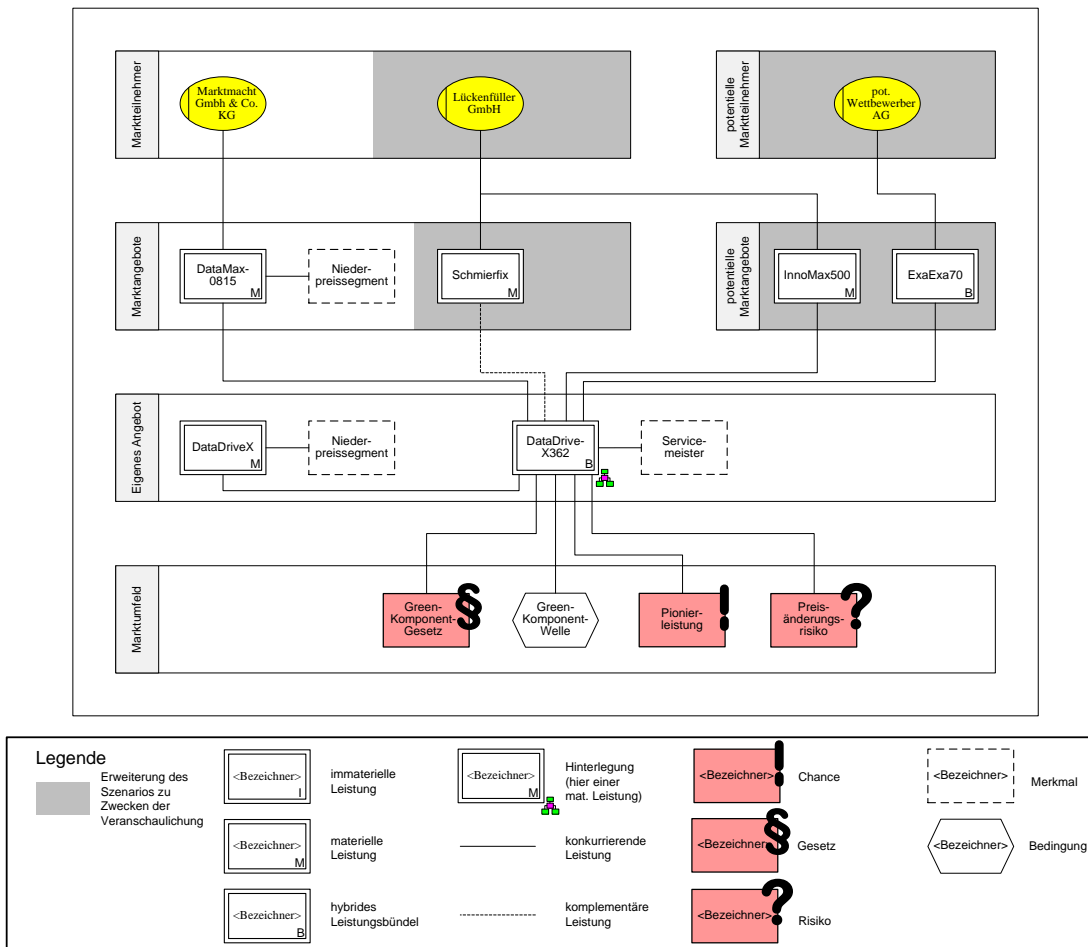 Marktteilnehmer
Marktmacht
Gmbh & Co.
KG
Lückenfüller
GmbH
potentielle
Marktteilnehmer
pot.
Wettbewerber
AG
Marktangebote
DataMax-
0815
M
Nieder-
preissegment
Schmierfix
M
potentielle
Marktangebote
InnoMax500
M
ExaExa70
B
Eigenes Angebot
DataDriveX
M
Nieder-
preissegment
DataDrive-
X362
B
Service-
meister
Marktumfeld
Green-
Komponent-
Gesetz
§
Green-
Komponent-
Welle
Pionier-
leistung
!
Preis-
änderungs-
risiko
?
Legende
Erweiterung des
Szenarios zu
Zwecken der
Veranschaulichung
<Bezeichner>
I
immaterielle
Leistung
<Bezeichner>
M
materielle
Leistung
<Bezeichner>
B
hybrides
Leistungsbündel
<Bezeichner>
M
Hinterlegung
(hier einer
mat. Leistung)
konkurrierende
Leistung
komplementäre
Leistung
<Bezeichner>
!
Chance
<Bezeichner>
§
Gesetz
<Bezeichner>
?
Risiko
<Bezeichner>
Merkmal
<Bezeichner>
Bedingung